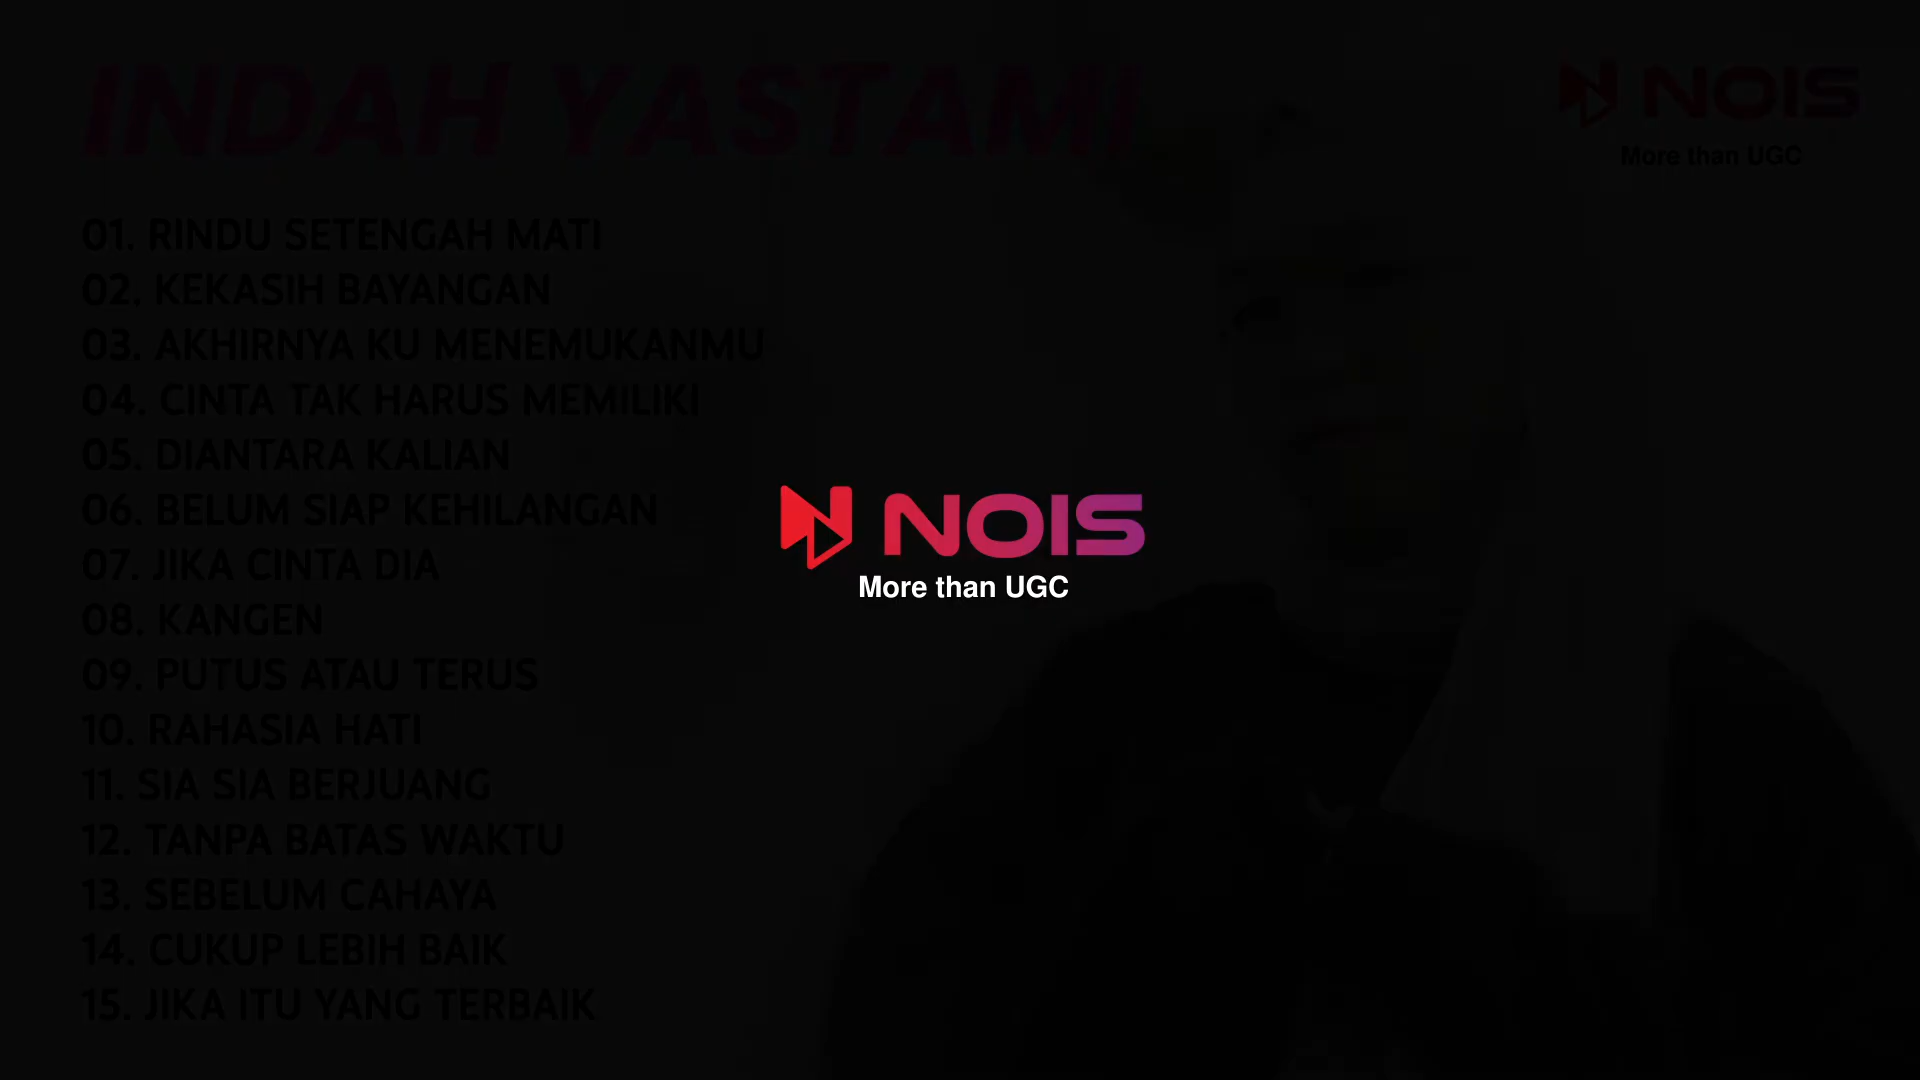 INDAH YASTAMI
NOIS
More than UGC
01. RINDU SETENGAH MATI
02. KEKASIH BAYANGAN
03. AKHIRNYA KU MENEMUKANMU
04. CINTA TAK HARUS MEMILIKI
05. DIANTARA KALIAN
06. BELUM SIAP KEHILANGAN
07. JIKA CINTA DIA
08. KANGEN
09. PUTUS ATAU TERUS
10. RAHASIA HATI
11. SIA SIA BERJUANG
12. TANPA BATAS WAKTU
13. SEBELUM CAHAYA
14. CUKUP LEBIH BAIK
15. JIKA ITU YANG TERBAIK
NOIS
More than UGC